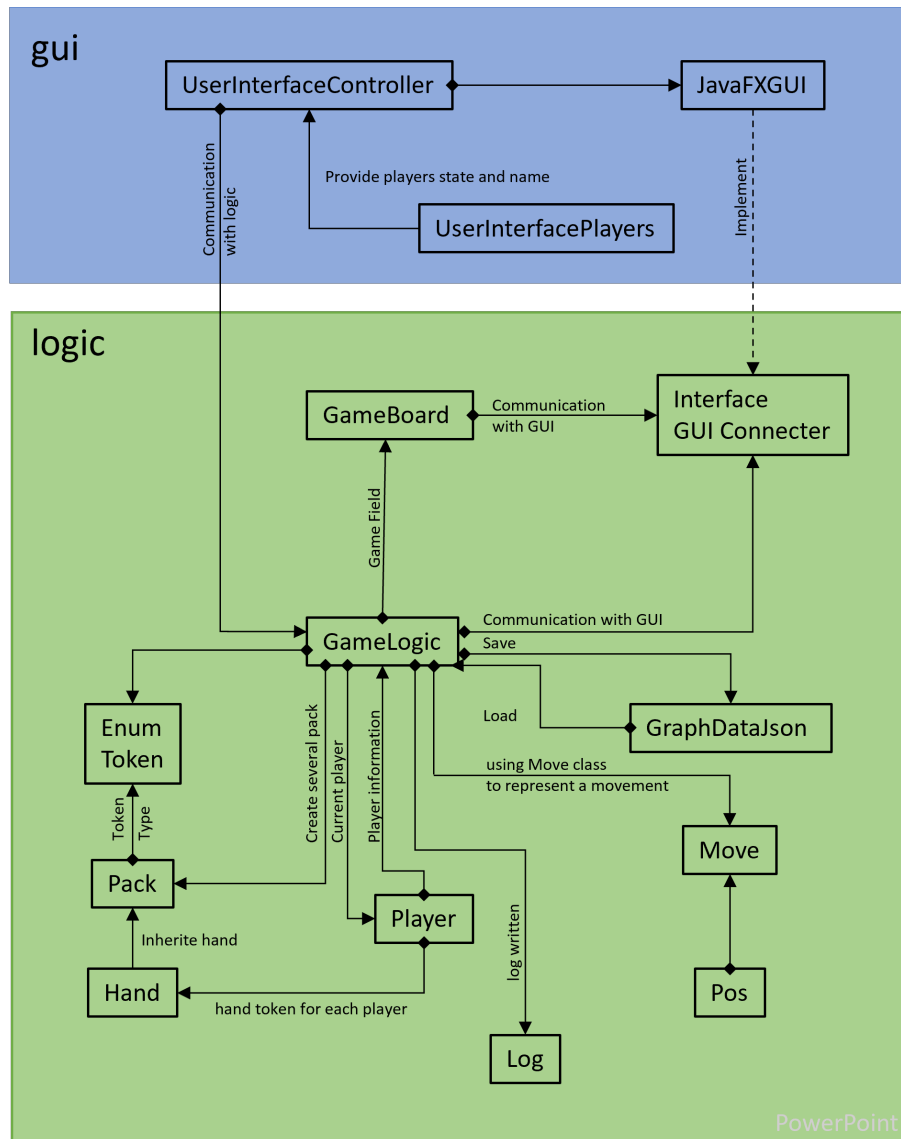 gui
UserInterfaceController
JavaFXGUI
Communication
with logic
Provide players state and name
Implement
UserInterfacePlayers
logic
GameBoard
Communication
with GUI
Interface
GUI Connecter
Game Field
GameLogic
Communication with GUI
Save
Enum
Token
Create several pack
Current player
Player information
Load
GraphDataJson
using Move class
to represent a movement
Token
Type
Move
Pack
Player
Inherite hand
log written
Hand
hand token for each player
Pos
Log
PowerPoint